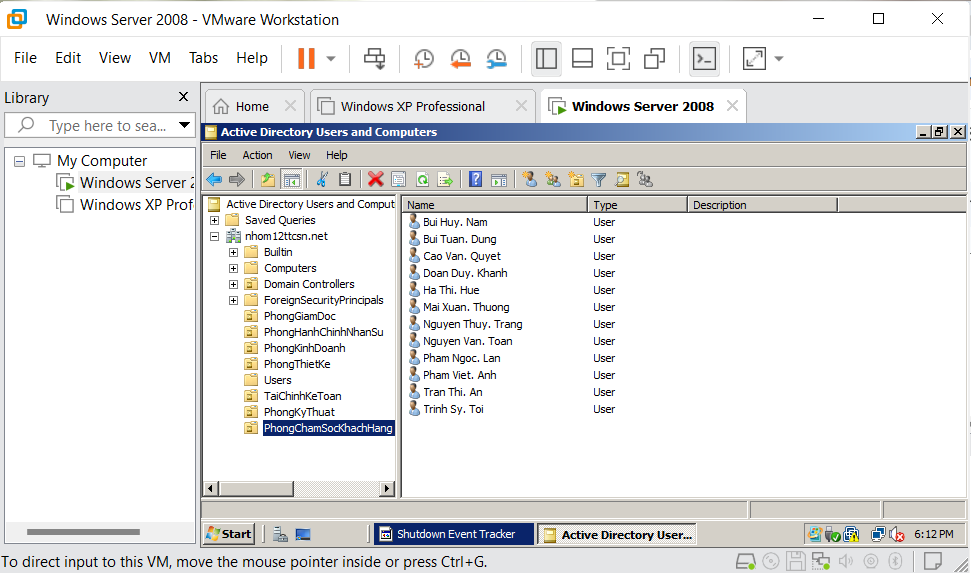 Windows Server 2008 - VMware Workstation
File Edit View VM Tabs Help
Library
Type here to sea...
My Computer
Windows Server 2
Windows XP Prof
Home
Windows XP Professional
Windows Server 2008
Active Directory Users and Computers
File Action View Help
Active Directory Users and Comput
Saved Queries
nhom12ttcsn.net
Builtin
Computers
Domain Controllers
ForeignSecurityPrincipals
PhongGiamDoc
PhongHanhChinhNhanSu
PhongKinhDoanh
PhongThietKe
Users
TaiChinhKeToan
PhongKyThuat
PhongChamSocKhachHang
Name Type Description
Bui Huy. Nam User
Bui Tuan. Dung User
Cao Van. Quyet User
Doan Duy. Khanh User
Ha Thi. Hue User
Mai Xuan. Thuong User
Nguyen Thuy. Trang User
Nguyen Van. Toan User
Pham Ngoc. Lan User
Pham Viet. Anh User
Tran Thi. An User
Trinh Sy. Toi User
Start
Shutdown Event Tracker
Active Directory User...
6:12 PM
To direct input to this VM, move the mouse pointer inside or press Ctrl+G.